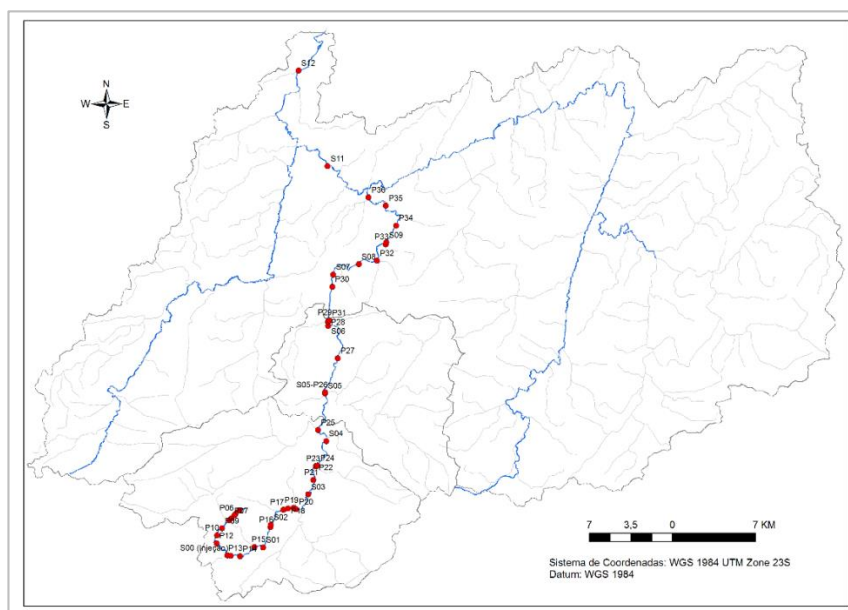 S12
N
W E
S
S11
P36
P35
P34
P33 S09
P32
S08
S07
P30
P29 P31
P28
S06
P27
S05-P26 S05
P25
S04
P23 P24
P22
P21
S03
P20
P17 P19
P18
P06
P07
P09
S02
P16
P10
P12
S00 (injeção) P13 P14 P15 S01
7 3,5 0 7 KM
Sistema de Coordenadas: WGS 1984 UTM Zone 23S
Datum: WGS 1984